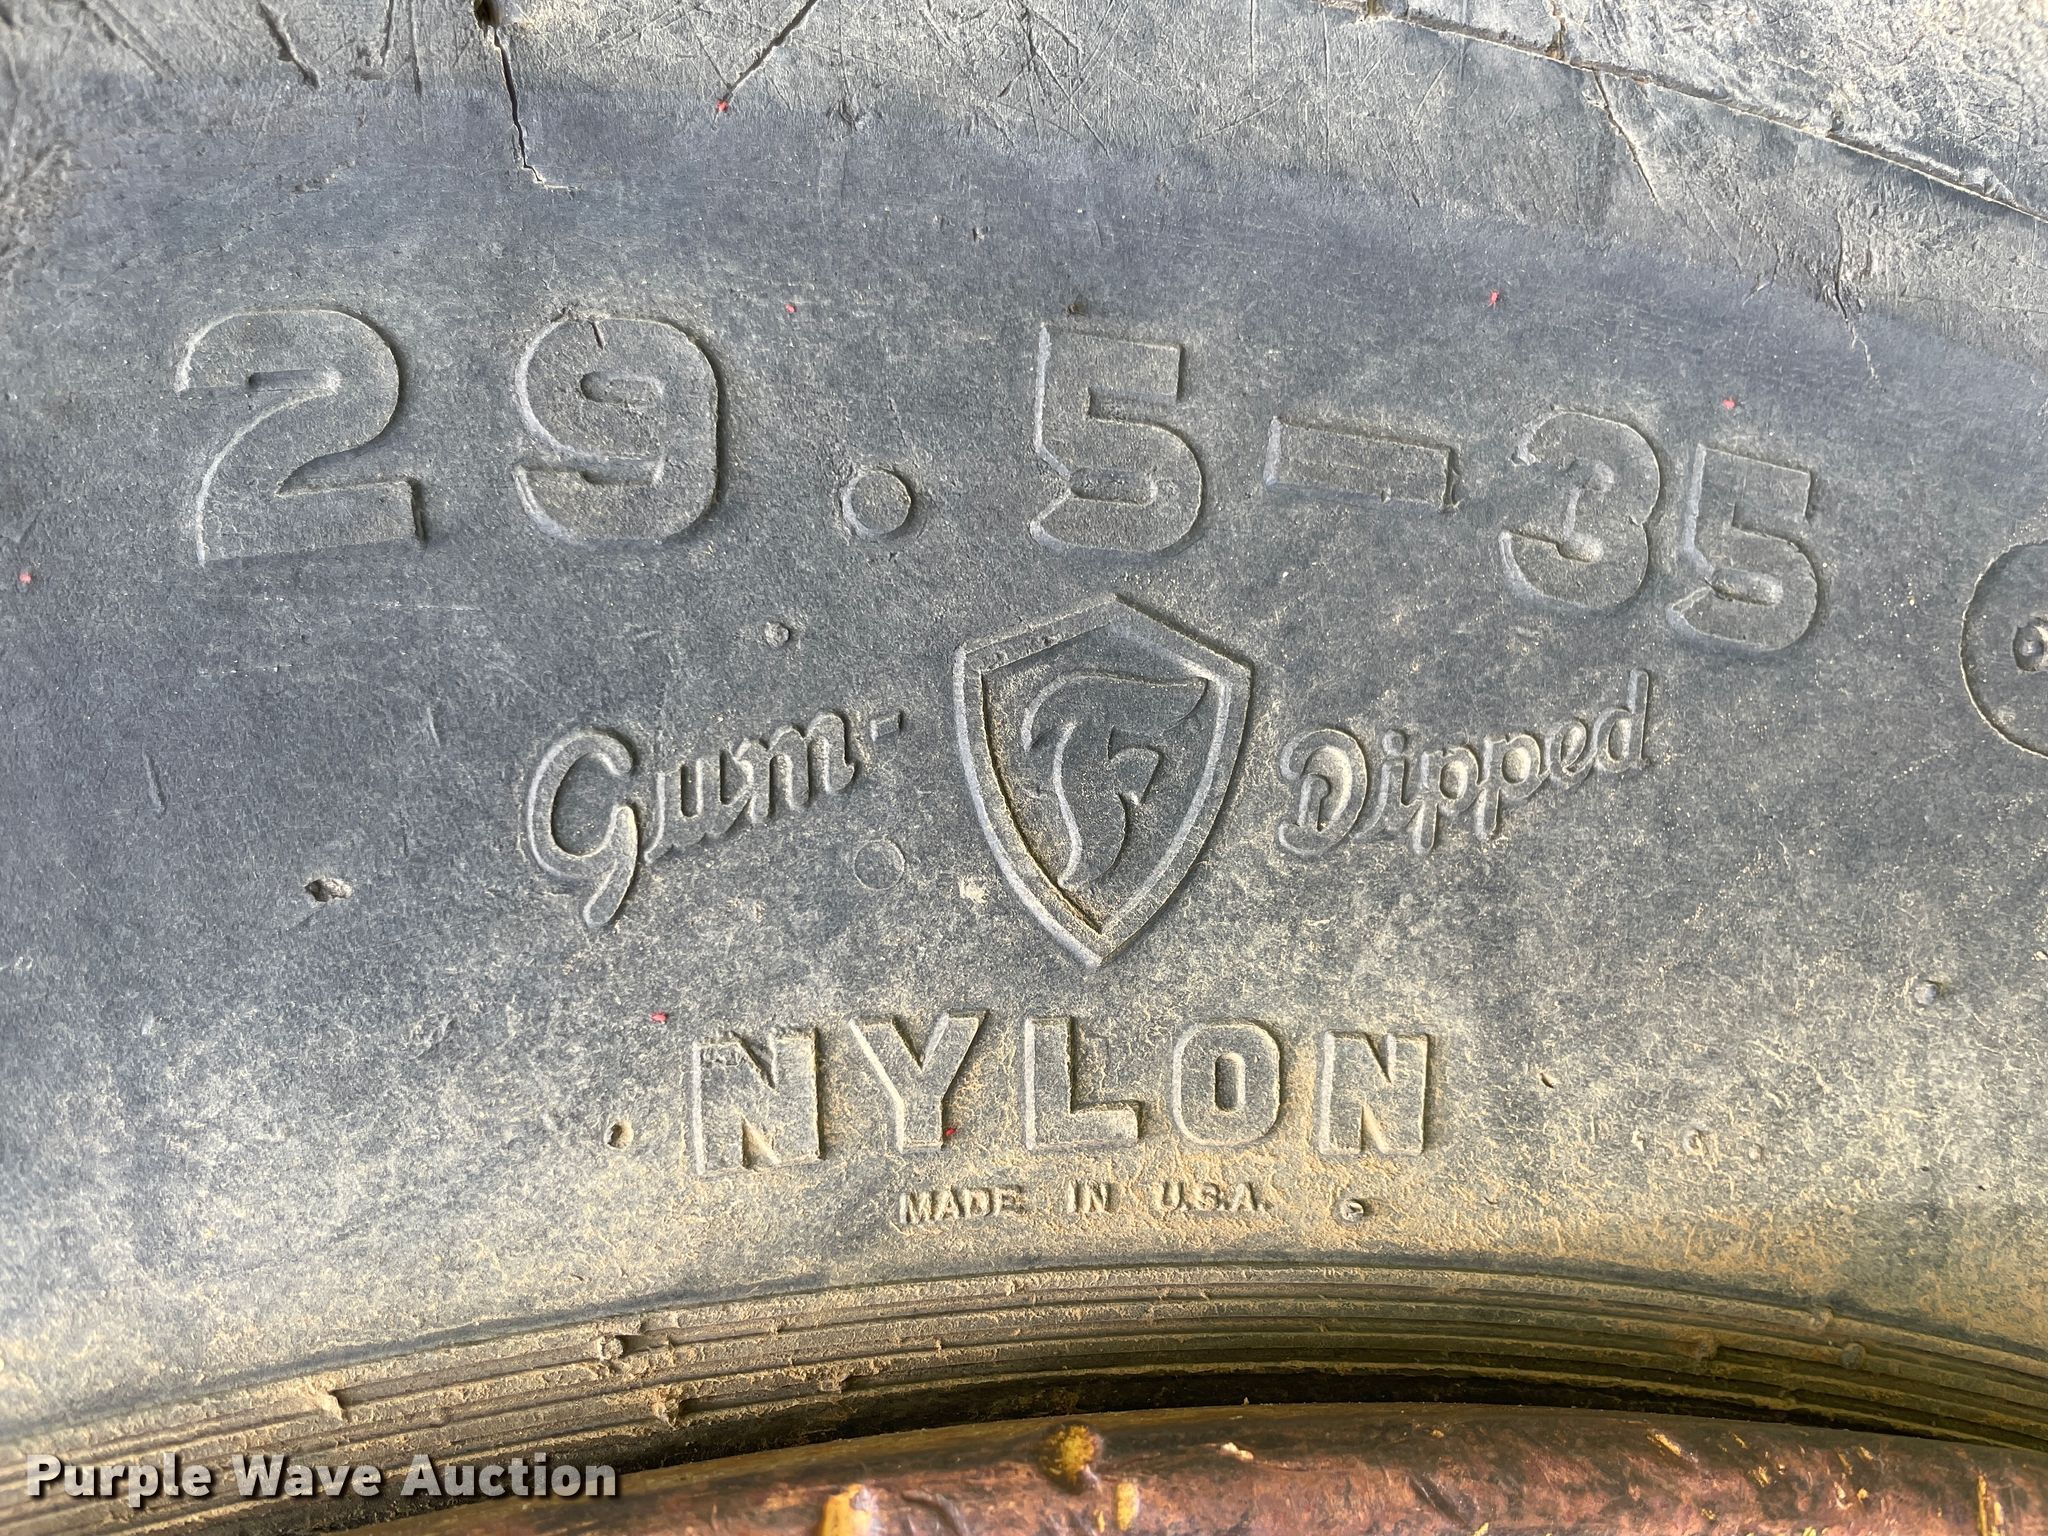 29.5-35
Gum- F Dipped
NYLON
MADE IN U.S.A.
Purple Wave Auction